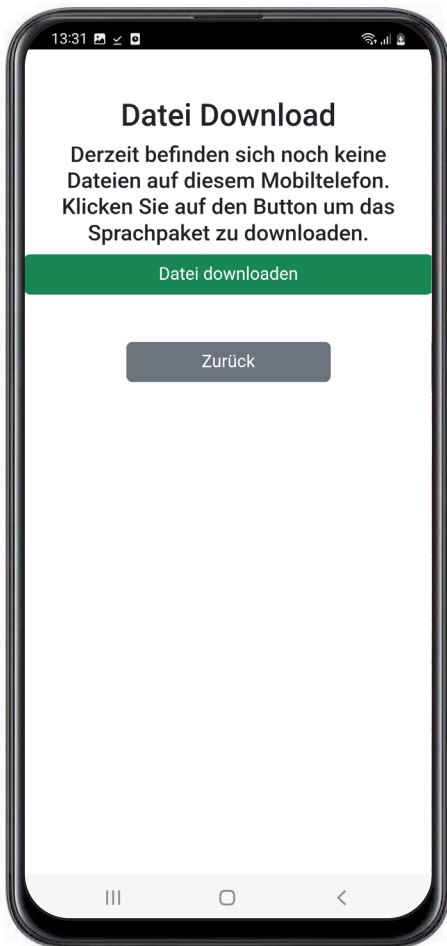 13:31
Datei Download
Derzeit befinden sich noch keine
Dateien auf diesem Mobiltelefon.
Klicken Sie auf den Button um das
Sprachpaket zu downloaden.
Datei downloaden
Zurück